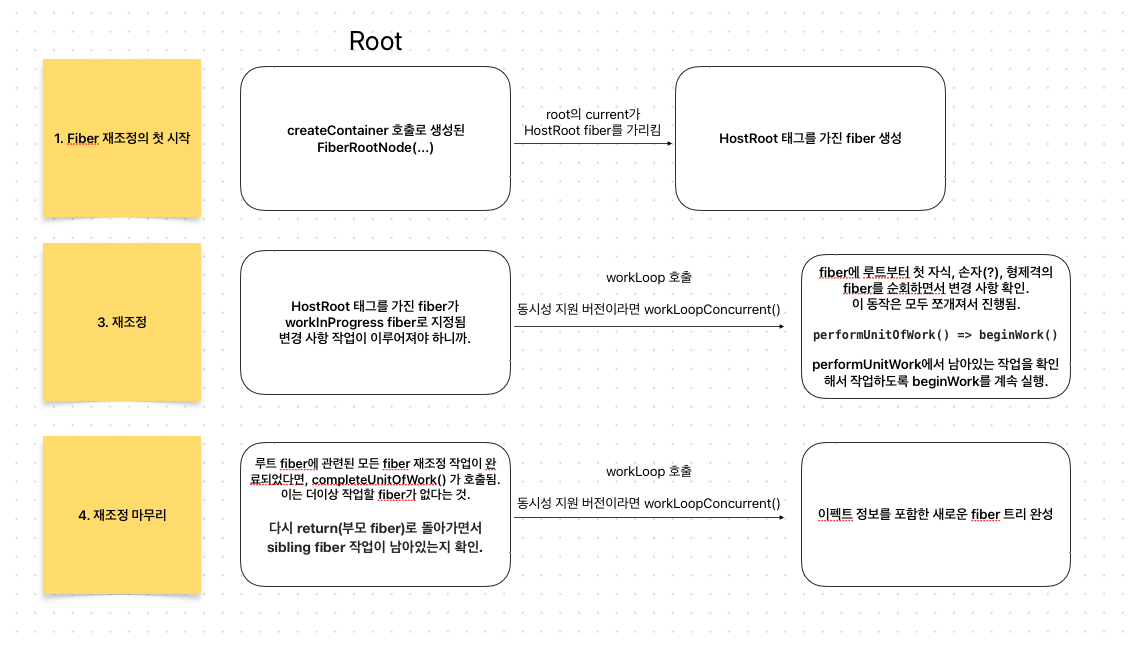 Root
1. Fiber 재조정의 첫 시작
createContainer 호출로 생성된
FiberRootNode(...)
root의 current가
HostRoot fiber를 가리킴
HostRoot 태그를 가진 fiber 생성
3. 재조정
HostRoot 태그를 가진 fiber가
workInProgress fiber로 지정됨
변경 사항 작업이 이루어져야 하니까.
workLoop 호출
동시성 지원 버전이라면 workLoopConcurrent()
fiber에 루트부터 첫 자식, 손자(?), 형제격의
fiber를 순회하면서 변경 사항 확인.
이 동작은 모두 쪼개져서 진행됨.
performUnitOfWork() => beginWork()
performUnitWork에서 남아있는 작업을 확인
해서 작업하도록 beginWork를 계속 실행.
4. 재조정 마무리
루트 fiber에 관련된 모든 fiber 재조정 작업이 완
료되었다면, completeUnitOfWork() 가 호출됨.
이는 더이상 작업할 fiber가 없다는 것.
다시 return(부모 fiber)로 돌아가면서
sibling fiber 작업이 남아있는지 확인.
workLoop 호출
동시성 지원 버전이라면 workLoopConcurrent()
이펙트 정보를 포함한 새로운 fiber 트리 완성